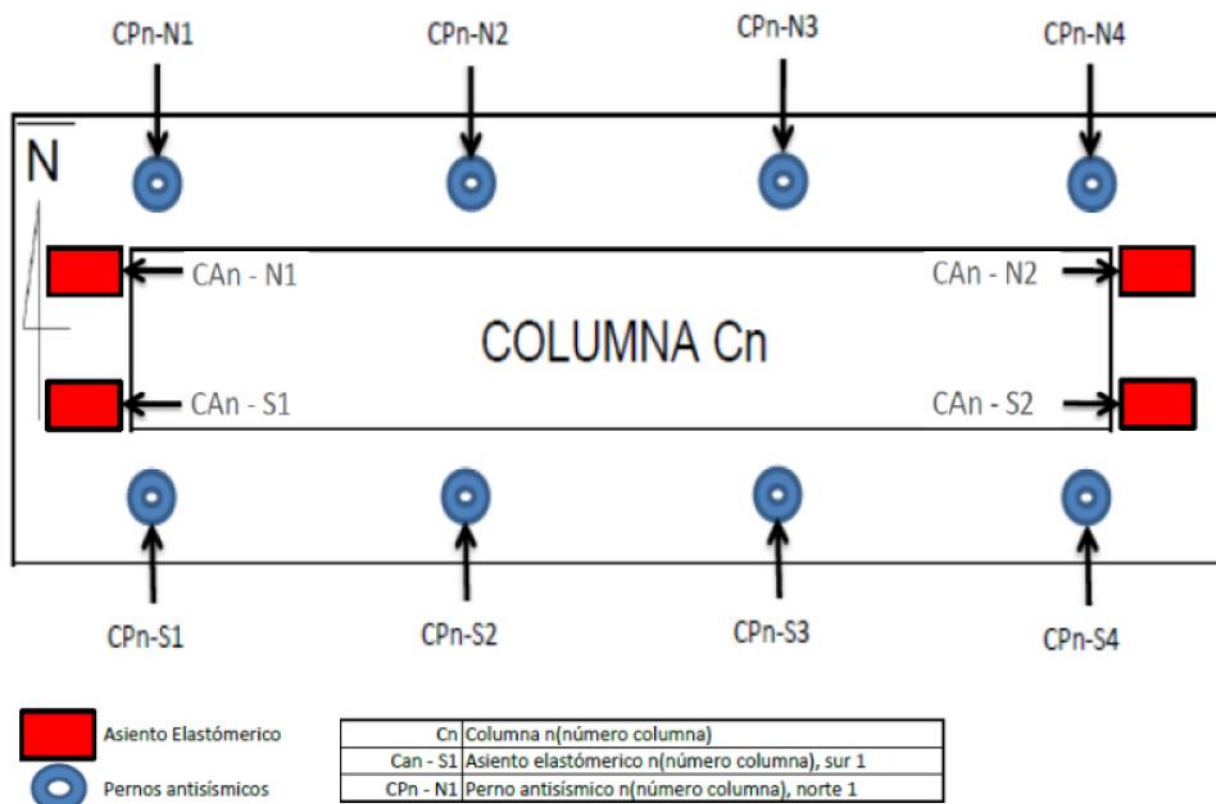 CPn-N1 CPn-N2 CPn-N3 CPn-N4
N
CAn - N1 CAn - N2
COLUMNA Cn
CAn - S1 CAn - S2
CPn-S1 CPn-S2 CPn-S3 CPn-S4
Asiento Elastómerico
Pernos antisísmicos
Cn Columna n(número columna)
Can - S1 Asiento elastómerico n(número columna), sur 1
CPn - N1 Perno antisísmico n(número columna), norte 1